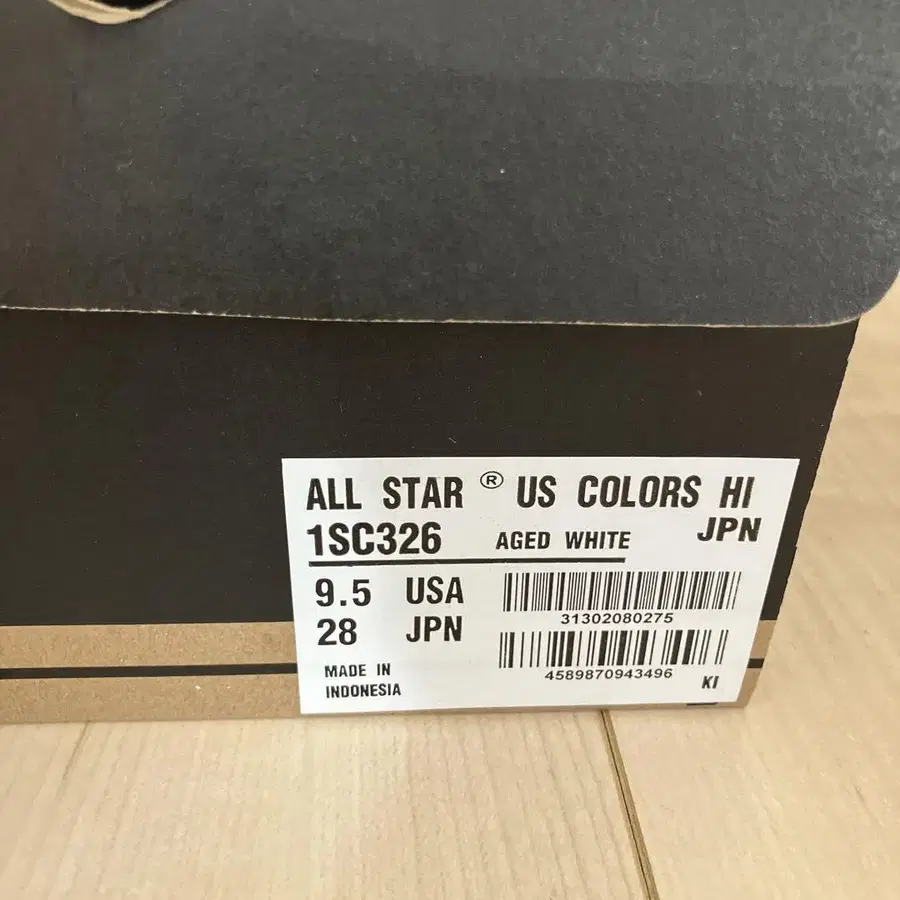 ALL STAR ® US COLORS HI
1SC326 AGED WHITE JPN
9.5 USA
28 JPN
31302080275
4589870943496
MADE IN
INDONESIA
KI